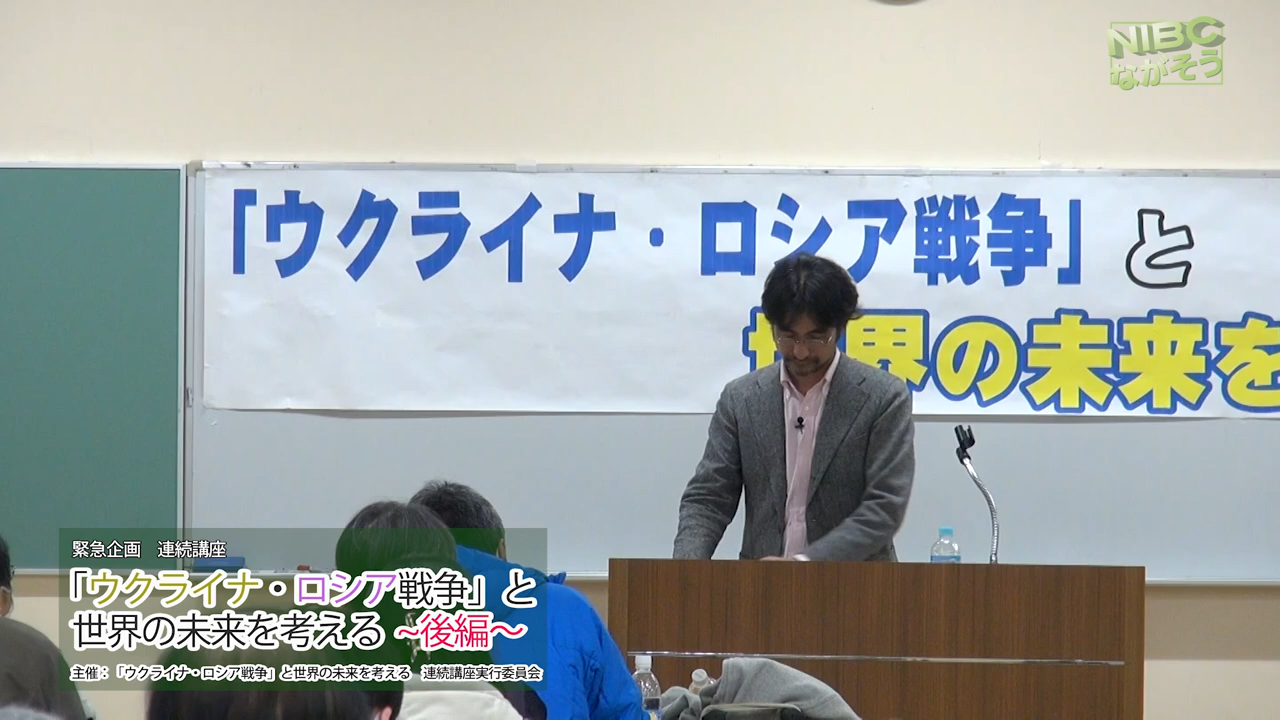 NIBC
ながそう
「ウクライナ・ロシア戦争」と
世界の未来を
緊急企画　連続講座
「ウクライナ・ロシア戦争」と
世界の未来を考える ~後編～
主催：「ウクライナ・ロシア戦争」と世界の未来を考える　連続講座実行委員会